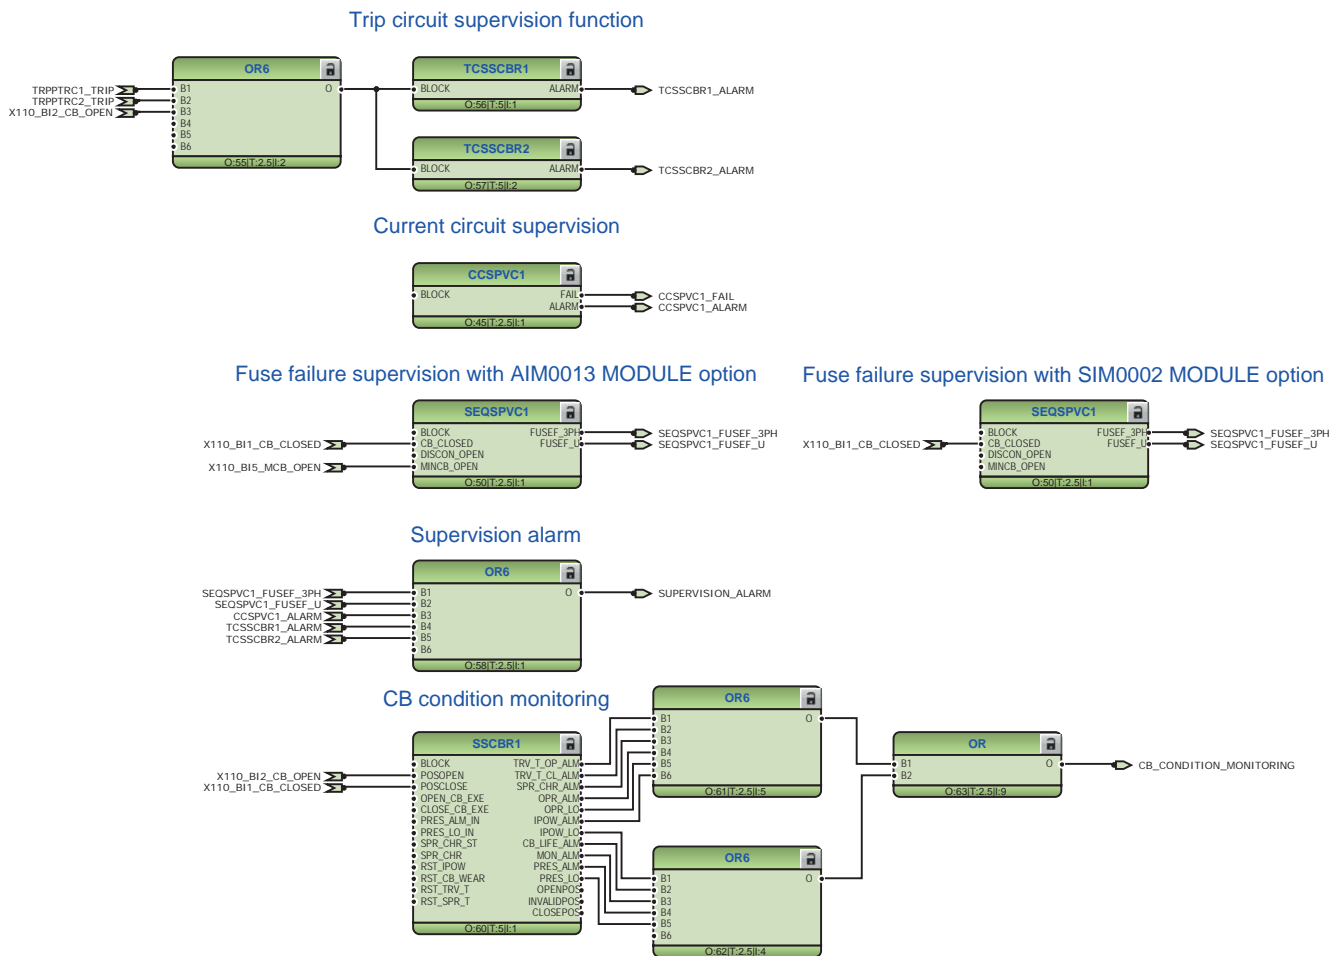 Trip circuit supervision function
OR6
TRPPTRC1_TRIP
TRPPTRC2_TRIP
X110_BI2_CB_OPEN
B1
B2
B3
B4
B5
B6
O
O:55|T:2.5|I:2
TCSSCBR1
BLOCK
ALARM
O:56|T:5|I:1
TCSSCBR1_ALARM
TCSSCBR2
BLOCK
ALARM
O:57|T:5|I:2
TCSSCBR2_ALARM
Current circuit supervision
CCSPVC1
BLOCK
FAIL
ALARM
O:45|T:2.5|I:1
CCSPVC1_FAIL
CCSPVC1_ALARM
Fuse failure supervision with AIM0013 MODULE option
SEQSPVC1
X110_BI1_CB_CLOSED
X110_BI5_MCB_OPEN
BLOCK
CB_CLOSED
DISCON_OPEN
MINCB_OPEN
FUSEF_3PH
FUSEF_U
O:50|T:2.5|I:1
SEQSPVC1_FUSEF_3PH
SEQSPVC1_FUSEF_U
Fuse failure supervision with SIM0002 MODULE option
SEQSPVC1
X110_BI1_CB_CLOSED
BLOCK
CB_CLOSED
DISCON_OPEN
MINCB_OPEN
FUSEF_3PH
FUSEF_U
O:50|T:2.5|I:1
SEQSPVC1_FUSEF_3PH
SEQSPVC1_FUSEF_U
Supervision alarm
OR6
SEQSPVC1_FUSEF_3PH
SEQSPVC1_FUSEF_U
CCSPVC1_ALARM
TCSSCBR1_ALARM
TCSSCBR2_ALARM
B1
B2
B3
B4
B5
B6
O
O:58|T:2.5|I:1
SUPERVISION_ALARM
CB condition monitoring
SSCBR1
X110_BI2_CB_OPEN
X110_BI1_CB_CLOSED
BLOCK
POSOPEN
POSCLOSE
OPEN_CB_EXE
CLOSE_CB_EXE
PRES_ALM_IN
PRES_LO_IN
SPR_CHR_ST
SPR_CHR
RST_IPOW
RST_CB_WEAR
RST_TRV_T
RST_SPR_T
TRV_T_OP_ALM
TRV_T_CL_ALM
SPR_CHR_ALM
OPR_ALM
OPR_LO
IPOW_ALM
IPOW_LO
CB_LIFE_ALM
MON_ALM
PRES_ALM
PRES_LO
OPENPOS
INVALIDPOS
CLOSEPOS
O:60|T:5|I:1
OR6
B1
B2
B3
B4
B5
B6
O
O:61|T:2.5|I:5
OR6
B1
B2
B3
B4
B5
B6
O
O:62|T:2.5|I:4
OR
B1
B2
O
O:63|T:2.5|I:9
CB_CONDITION_MONITORING